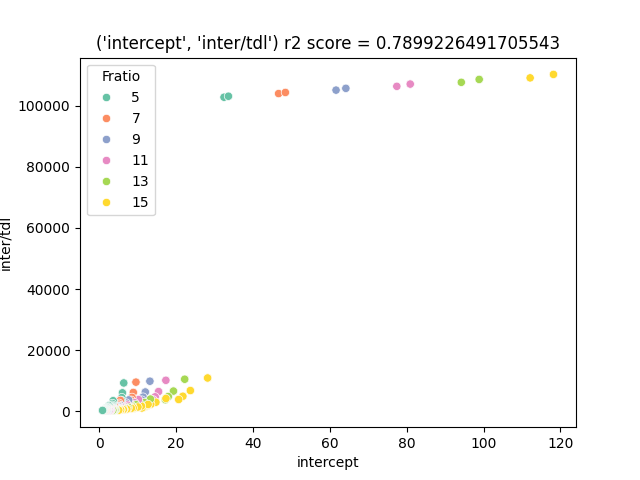 ('intercept', 'inter/tdl') r2 score = 0.7899226491705543
Fratio
5
7
9
11
13
15
100000
80000
60000
40000
20000
0
inter/tdl
0 20 40 60 80 100 120
intercept